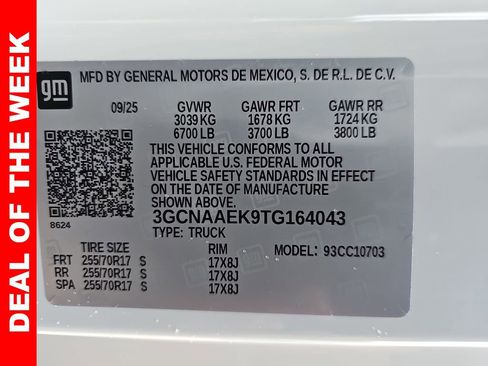 DEAL OF THE WEEK
gm
MFD BY GENERAL MOTORS DE MEXICO, S. DE R.L. DE C.V.
09/25 GVWR GAWR FRT GAWR RR
3039 KG 1678 KG 1724 KG
6700 LB 3700 LB 3800 LB
THIS VEHICLE CONFORMS TO ALL
APPLICABLE U.S. FEDERAL MOTOR
VEHICLE SAFETY STANDARDS IN EFFECT
ON THE DATE OF MANUFACTURE
SHOWN ABOVE.
3GCNAAEK9TG164043
8624
TYPE: TRUCK
TIRE SIZE RIM MODEL: 93CC10703
FRT 255/70R17 S 17X8J
RR 255/70R17 S 17X8J
SPA 255/70R17 S 17X8J